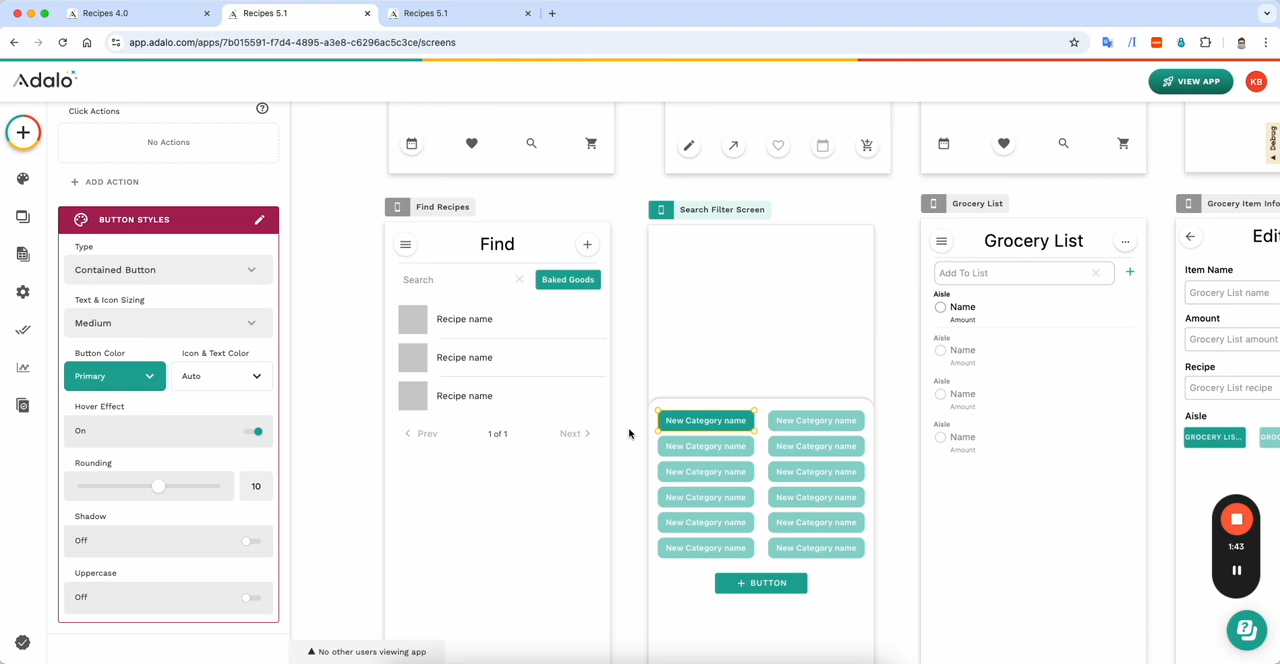 Recipes 4.0
Recipes 5.1
Recipes 5.1
app.adalo.com/apps/7b015591-f7d4-4895-a3e8-c6296ac5c3ce/screens
Adalo
VIEW APP
KB
Click Actions
No Actions
ADD ACTION
BUTTON STYLES
Type
Contained Button
Text & Icon Sizing
Medium
Button Color
Icon & Text Color
Primary
Auto
Hover Effect
On
Rounding
10
Shadow
Off
Uppercase
Off
Debug
Find Recipes
Find
Search
Baked Goods
Recipe name
Recipe name
Recipe name
Prev
1 of 1
Next
Search Filter Screen
New Category name
New Category name
New Category name
New Category name
New Category name
New Category name
New Category name
New Category name
New Category name
New Category name
New Category name
New Category name
+ BUTTON
Grocery List
Grocery List
...
Add To List
Aisle
Name
Amount
Aisle
Name
Amount
Aisle
Name
Amount
Aisle
Name
Amount
Grocery Item Info
Edi
Item Name
Grocery List name
Amount
Grocery List amount
Recipe
Grocery List recipe
Aisle
GROCERY LIS...
GROC
1:43
No other users viewing app